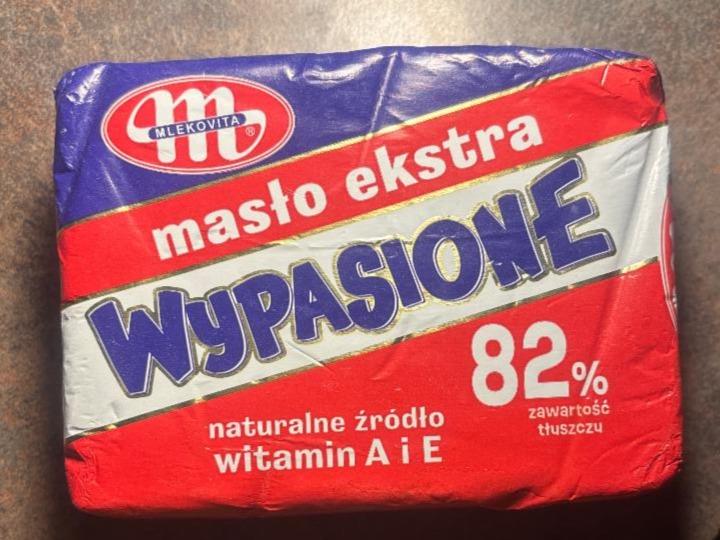 m
MLEKOVITA
®
masło ekstra
WYPASIONE
82%
zawartość
tłuszczu
naturalne źródło
witamin A i E